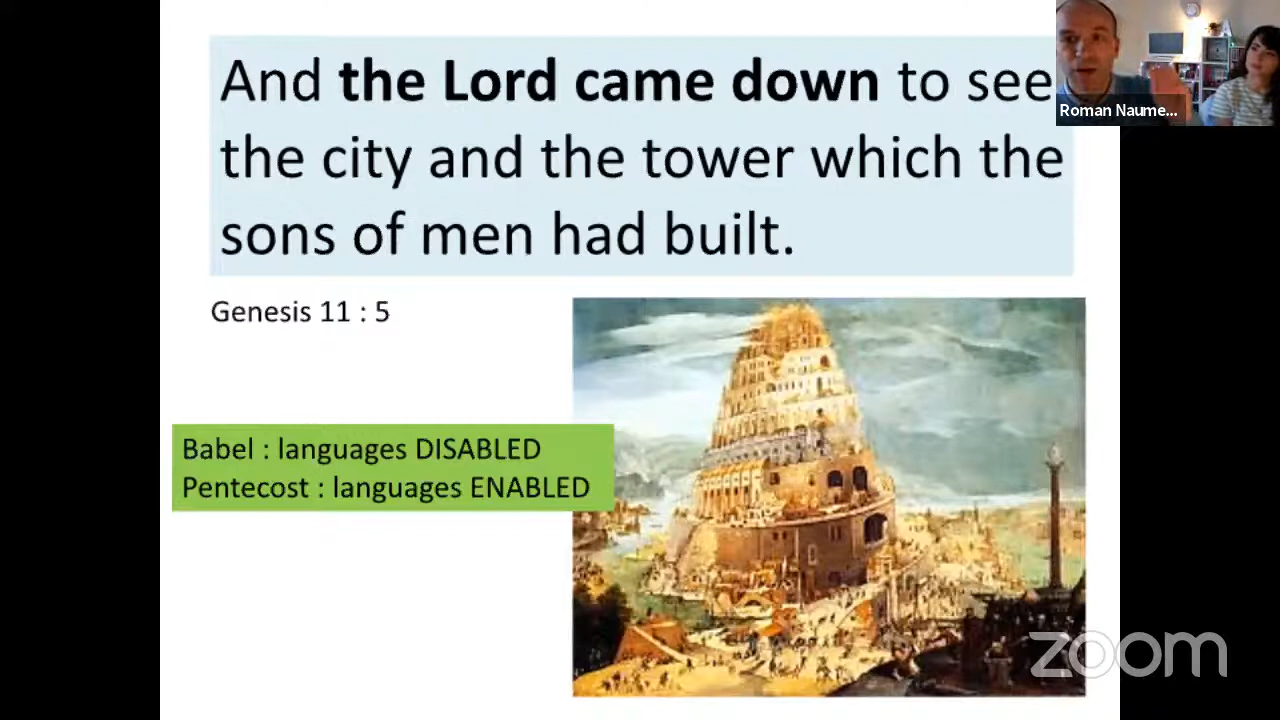 And the Lord came down to see
the city and the tower which the
sons of men had built.
Genesis 11 : 5
Babel : languages DISABLED
Pentecost : languages ENABLED
Roman Naume...
zoom